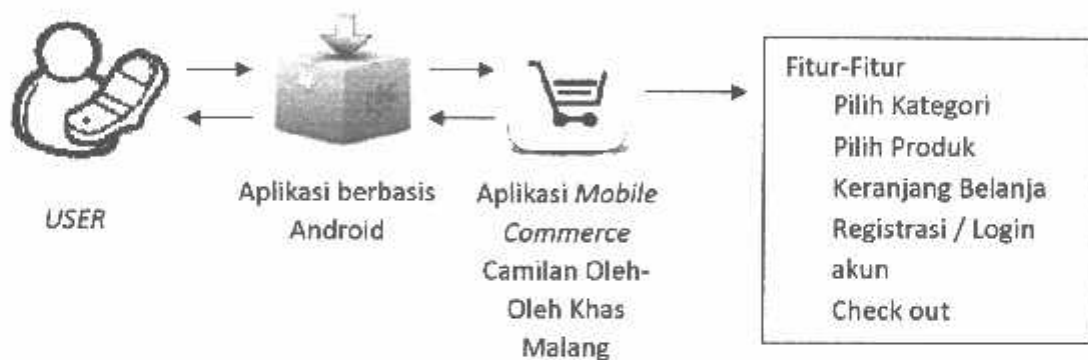 USER
Aplikasi berbasis
Android
Aplikasi Mobile
Commerce
Camilan Oleh-
Oleh Khas
Malang
Fitur-Fitur
Pilih Kategori
Pilih Produk
Keranjang Belanja
Registrasi / Login
akun
Check out